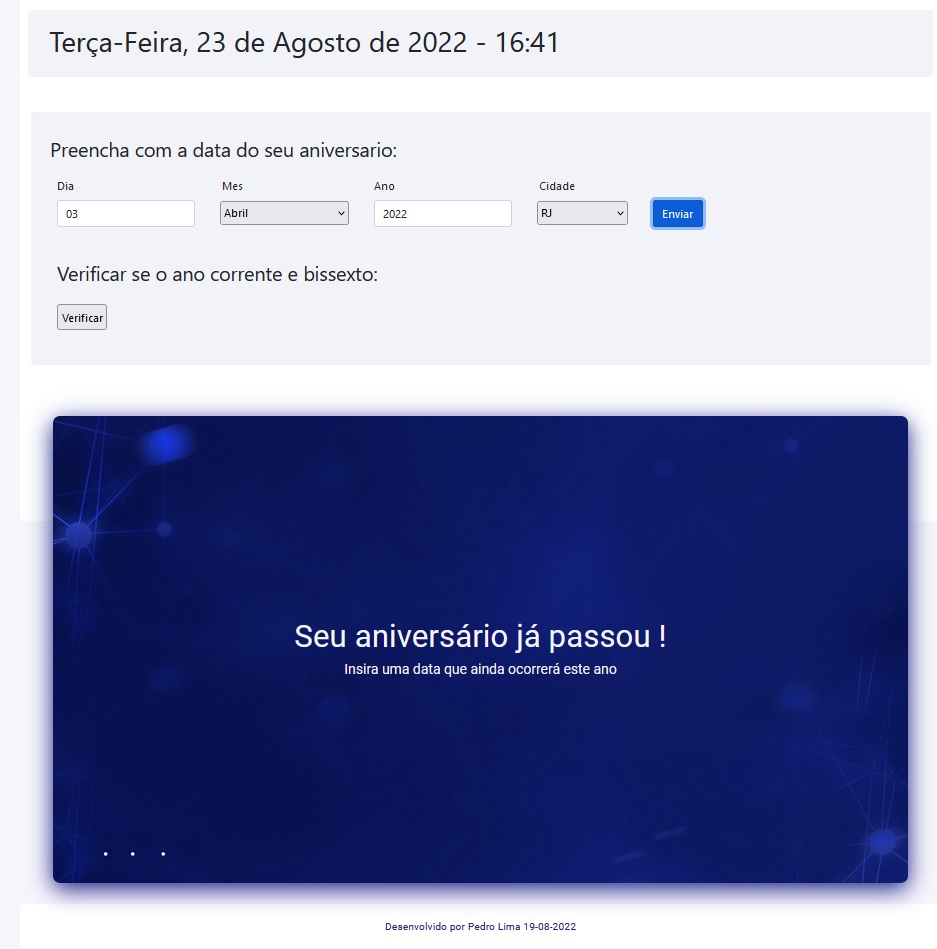 Terça-Feira, 23 de Agosto de 2022 - 16:41
Preencha com a data do seu aniversario:
Dia Mes Ano Cidade
03 Abril 2022 RJ Enviar
Verificar se o ano corrente e bissexto:
Verificar
Seu aniversário já passou !
Insira uma data que ainda ocorrerá este ano
Desenvolvido por Pedro Lima 19-08-2022